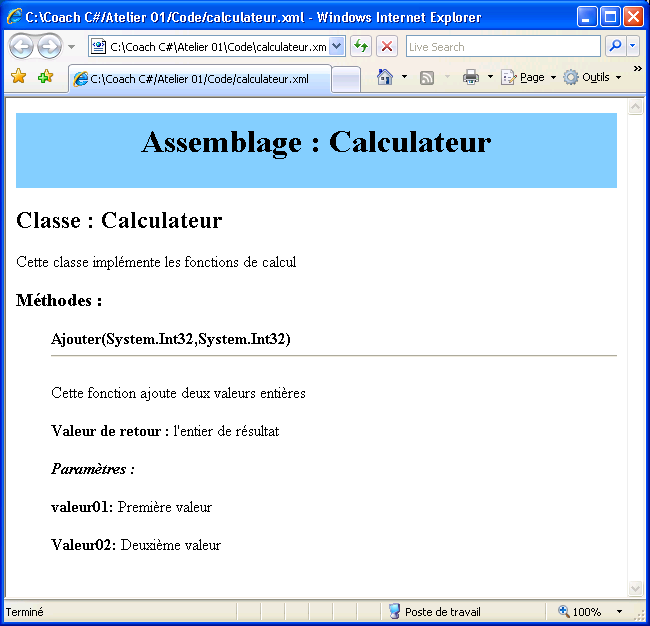 C:\Coach C#/Atelier 01/Code/calculateur.xml - Windows Internet Explorer
C:\Coach C#\Atelier 01\Code\calculateur.xm
Live Search
C:\Coach C#/Atelier 01/Code/calculateur.xml
Page
Outils
Assemblage : Calculateur
Classe : Calculateur
Cette classe implémente les fonctions de calcul
Méthodes :
Ajouter(System.Int32,System.Int32)
Cette fonction ajoute deux valeurs entières
Valeur de retour : l'entier de résultat
Paramètres :
valeur01: Première valeur
Valeur02: Deuxième valeur
Terminé
Poste de travail
100%